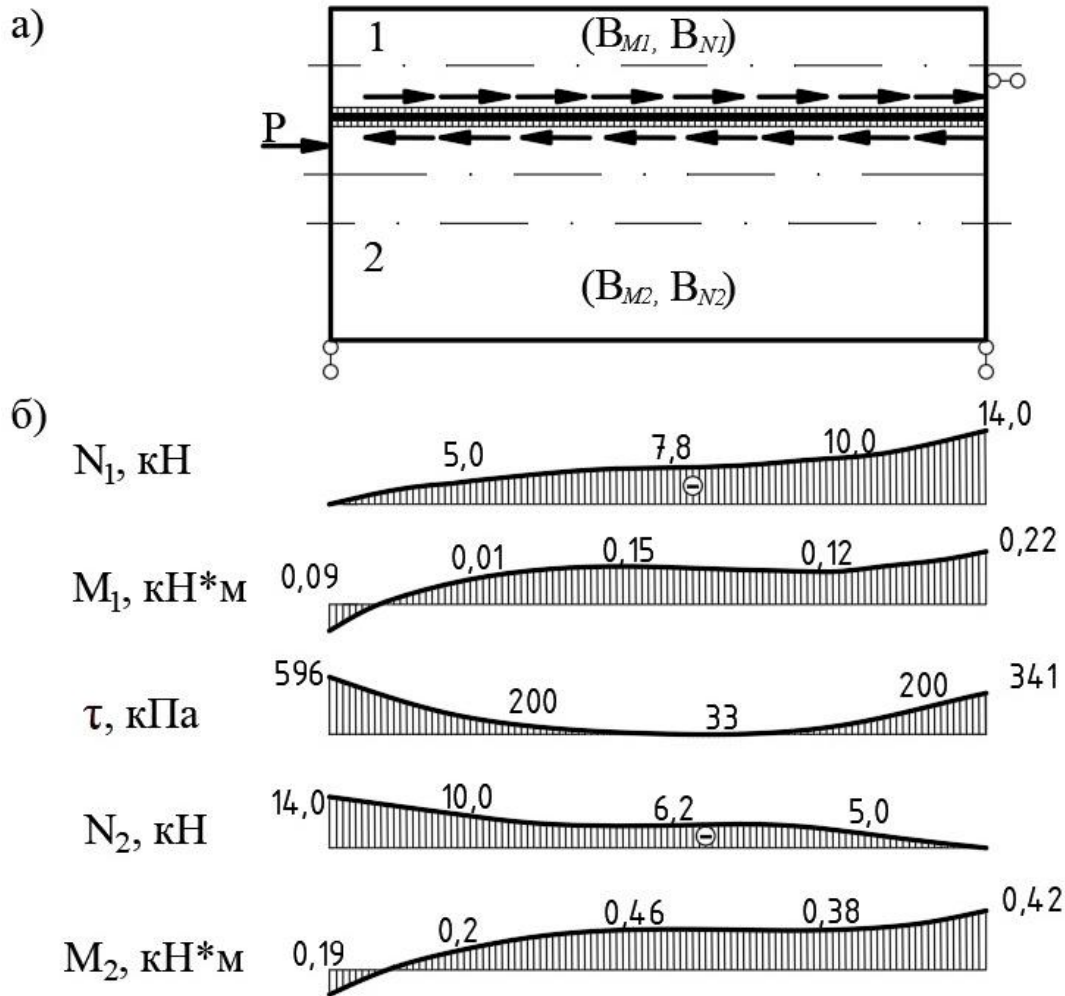 а)
1 (B_M1, B_N1)
P
2
(B_M2, B_N2)
б)
N₁, кН 5,0 7,8 10,0 14,0
M₁, кН*м 0,09 0,01 0,15 0,12 0,22
τ, кПа 596 200 33 200 341
N₂, кН 14,0 10,0 6,2 5,0
M₂, кН*м 0,19 0,2 0,46 0,38 0,42